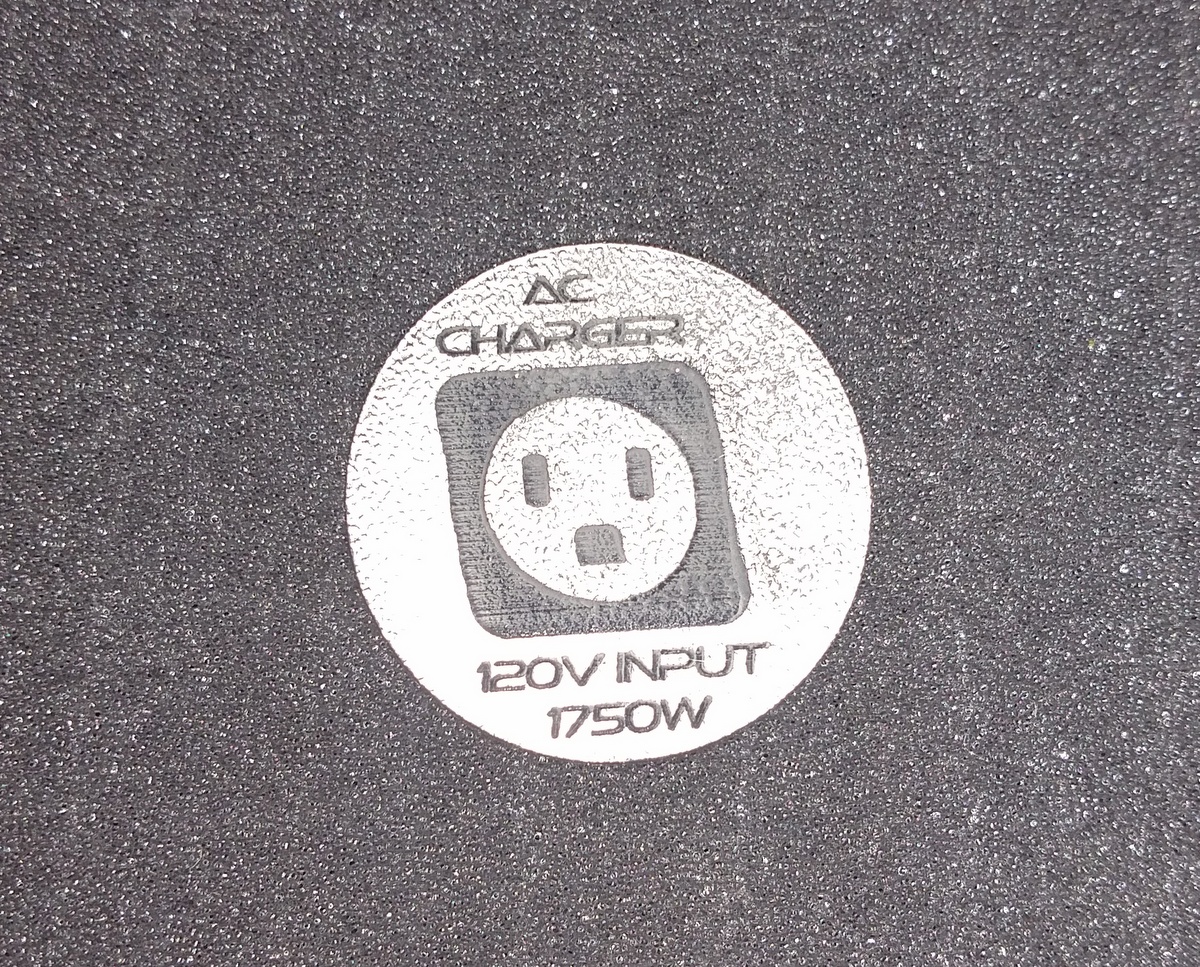 AC
CHARGER
120V INPUT
1750W